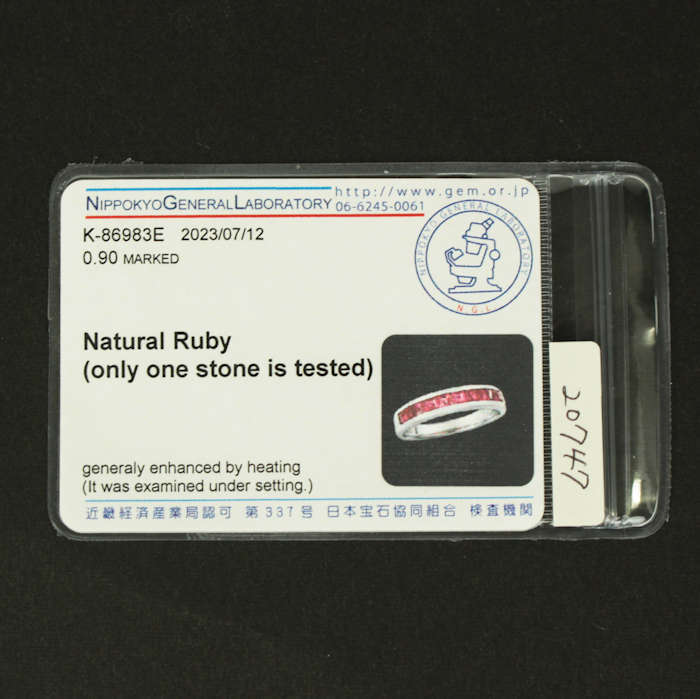 http://www.gem.or.jp
NIPPOKYOGENERALLABORATORY 06-6245-0061
K-86983E 2023/07/12
0.90 MARKED
NIPPOKYO GENERAL LABORATORY
N.G.L
Natural Ruby
(only one stone is tested)
generaly enhanced by heating
(It was examined under setting.)
近畿経済産業局認可 第337号 日本宝石協同組合 検査機関
20747